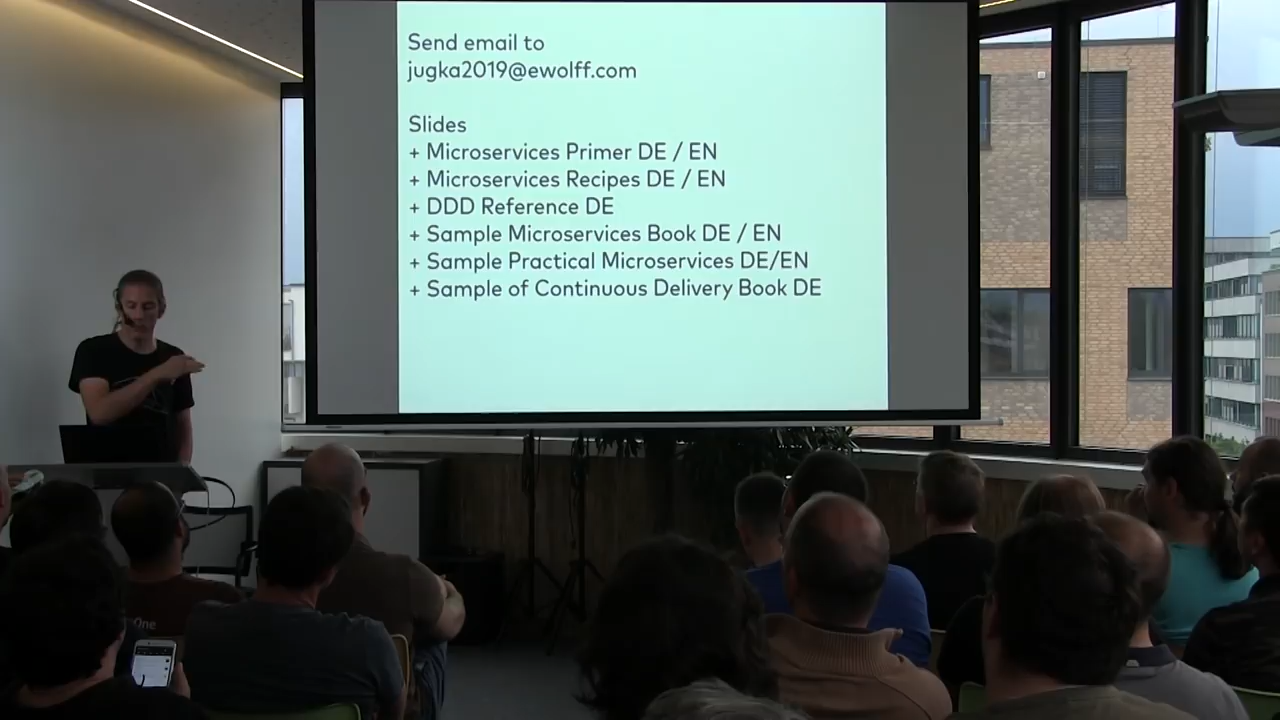 Send email to
jugka2019@ewolff.com
Slides
+ Microservices Primer DE / EN
+ Microservices Recipes DE / EN
+ DDD Reference DE
+ Sample Microservices Book DE / EN
+ Sample Practical Microservices DE/EN
+ Sample of Continuous Delivery Book DE
One